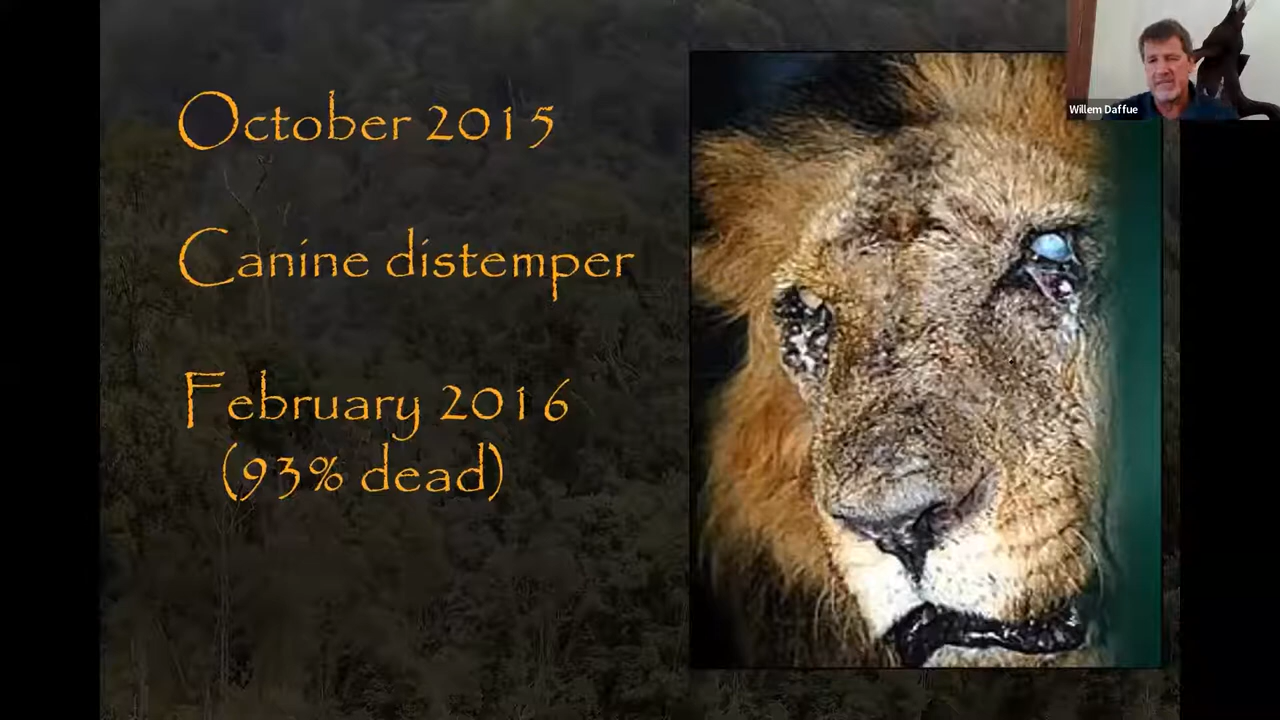 October 2015
Canine distemper
February 2016
(93% dead)
Willem Daffue